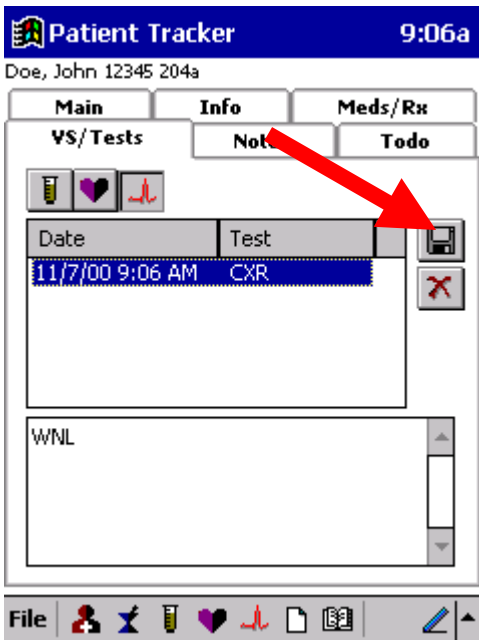 Patient Tracker 9:06a
Doe, John 12345 204a
Main Info Meds/Rx
VS/Tests Not Todo
Date Test
11/7/00 9:06 AM CXR
WNL
File